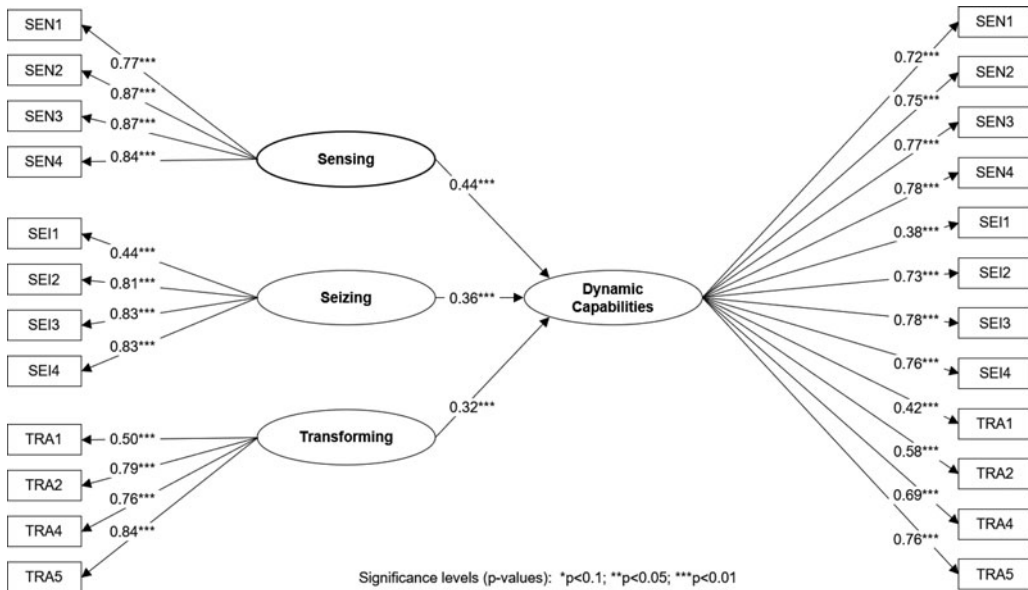 SEN1
SEN2
SEN3
SEN4
0.77***
0.87***
0.87***
0.84***
Sensing
SEI1
SEI2
SEI3
SEI4
0.44***
0.81***
0.83***
0.83***
Seizing
TRA1
TRA2
TRA4
TRA5
0.50***
0.79***
0.76***
0.84***
Transforming
0.44***
0.36***
0.32***
Dynamic
Capabilities
0.72***
0.75***
0.77***
0.78***
0.38***
0.73***
0.78***
0.76***
0.42***
0.58***
0.69***
0.76***
SEN1
SEN2
SEN3
SEN4
SEI1
SEI2
SEI3
SEI4
TRA1
TRA2
TRA4
TRA5
Significance levels (p-values): *p<0.1; **p<0.05; ***p<0.01